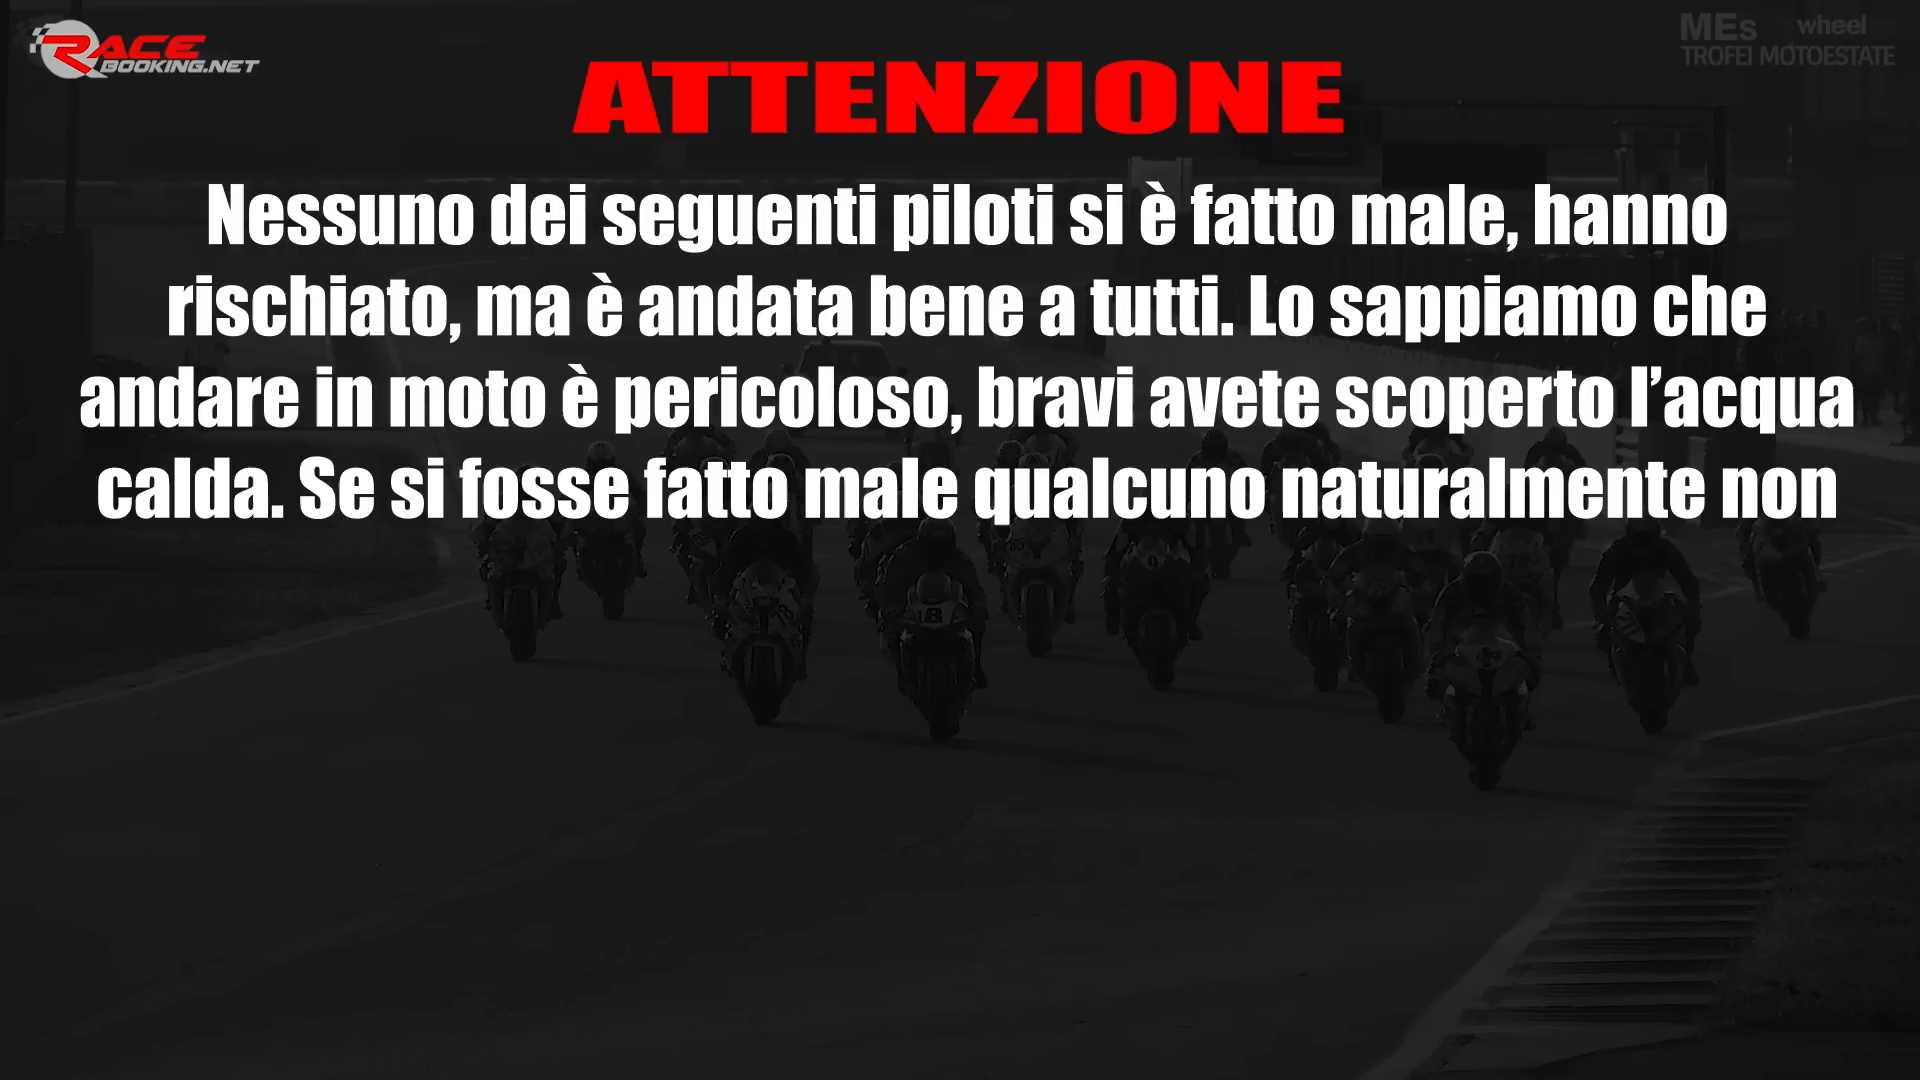 RACE
BOOKING.NET
MEs wheel
TROFEI MOTOESTATE
ATTENZIONE
Nessuno dei seguenti piloti si è fatto male, hanno
rischiato, ma è andata bene a tutti. Lo sappiamo che
andare in moto è pericoloso, bravi avete scoperto l’acqua
calda. Se si fosse fatto male qualcuno naturalmente non
18